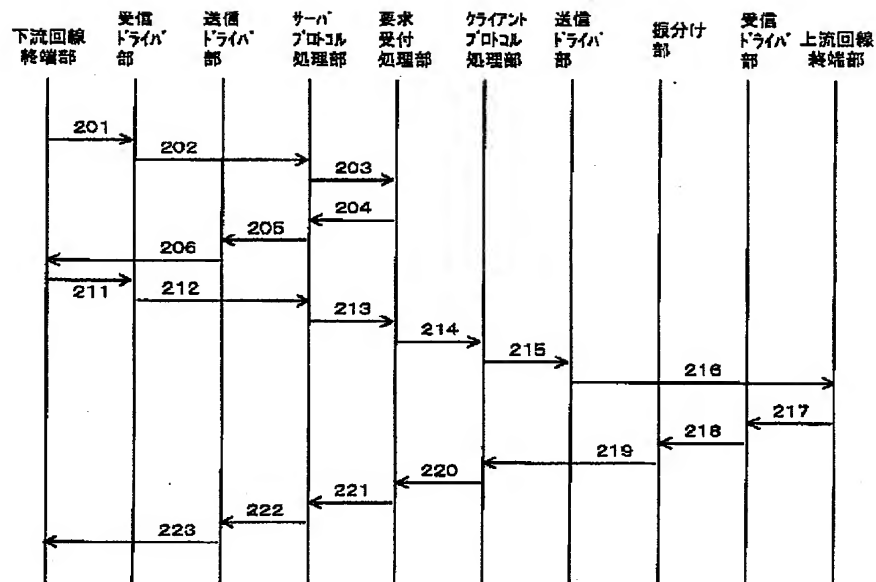 下流回線
終端部
受信
ドライバ
部
送信
ドライバ
部
サーバ
プロトコル
処理部
要求
受付
処理部
クライアント
プロトコル
処理部
送信
ドライバ
部
振分け
部
受信
ドライバ
部
上流回線
終端部
201
202
203
204
205
206
211
212
213
214
215
216
217
218
219
220
221
222
223